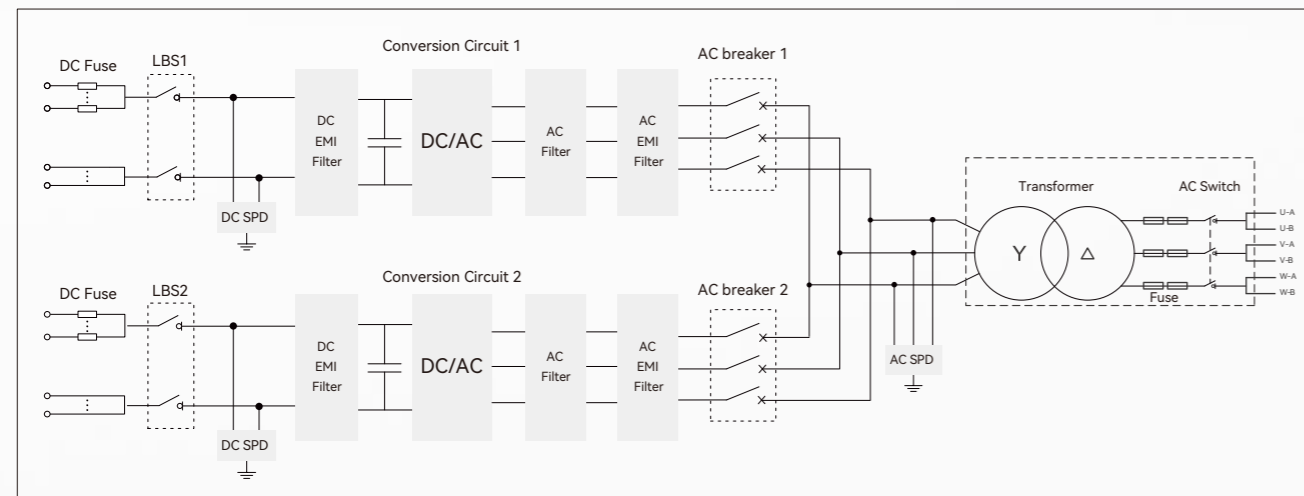 Conversion Circuit 1
DC Fuse
LBS1
AC breaker 1
DC
EMI
Filter
DC/AC
AC
Filter
AC
EMI
Filter
DC SPD
Transformer
AC Switch
Y
Δ
U-A
U-B
V-A
V-B
W-A
W-B
Fuse
Conversion Circuit 2
DC Fuse
LBS2
AC breaker 2
DC
EMI
Filter
DC/AC
AC
Filter
AC
EMI
Filter
AC SPD
DC SPD